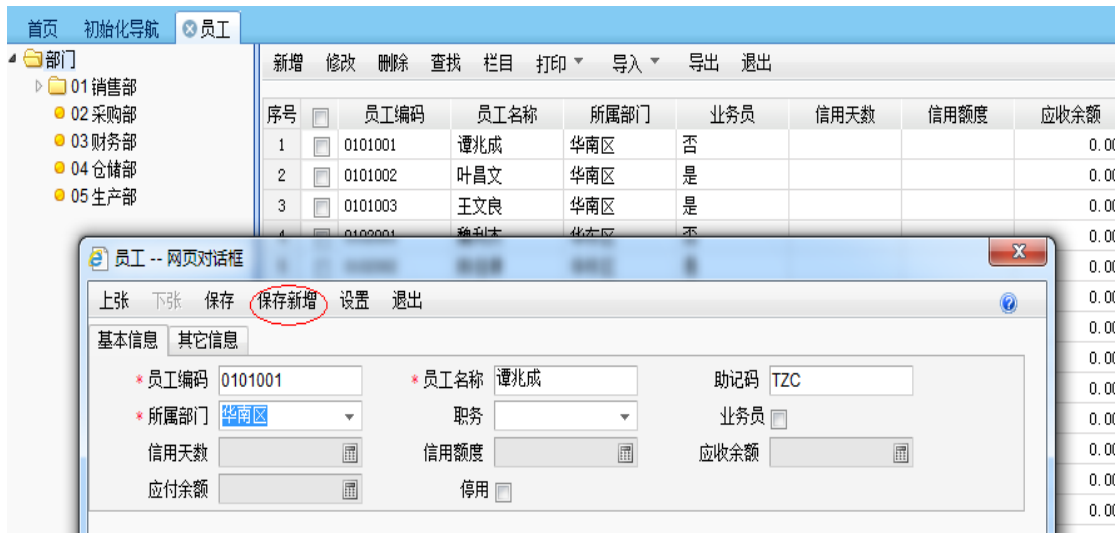 首页 初始化导航 员工
部门
01 销售部
02 采购部
03 财务部
04 仓储部
05 生产部
新增 修改 删除 查找 栏目 打印 导入 导出 退出
序号 员工编码 员工名称 所属部门 业务员 信用天数 信用额度 应收余额
1 0101001 谭兆成 华南区 否 0.00
2 0101002 叶昌文 华南区 是 0.00
3 0101003 王文良 华南区 是 0.00
0.00
0.00
0.00
0.00
0.00
0.00
0.00
0.00
0.00
0.00
员工 -- 网页对话框
上张 下张 保存 保存新增 设置 退出
基本信息 其它信息
* 员工编码 0101001 * 员工名称 谭兆成 助记码 TZC
* 所属部门 华南区 职务 业务员
信用天数 信用额度 应收余额
应付余额 停用